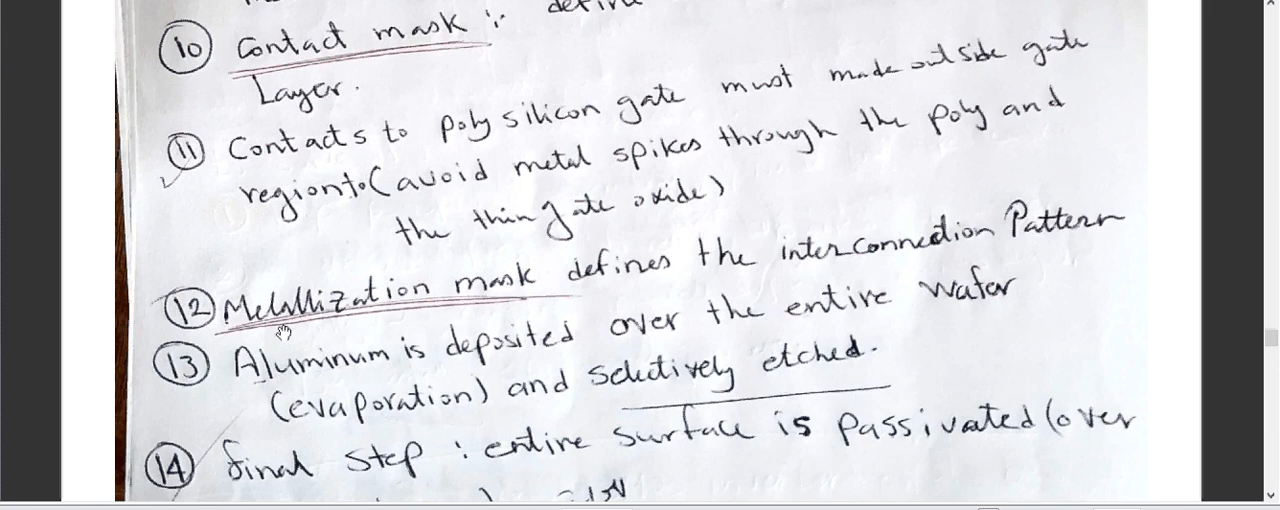 ⑩ Contact mask :-
Layer.
⑪ Contacts to poly silicon gate must made outside gate
region to (avoid metal spikes through the poly and
the thin gate oxide)
⑫ Metallization mask defines the interconnection Pattern
⑬ Aluminum is deposited over the entire wafer
(evaporation) and selectively etched.
⑭ final step : entire surface is passivated (over